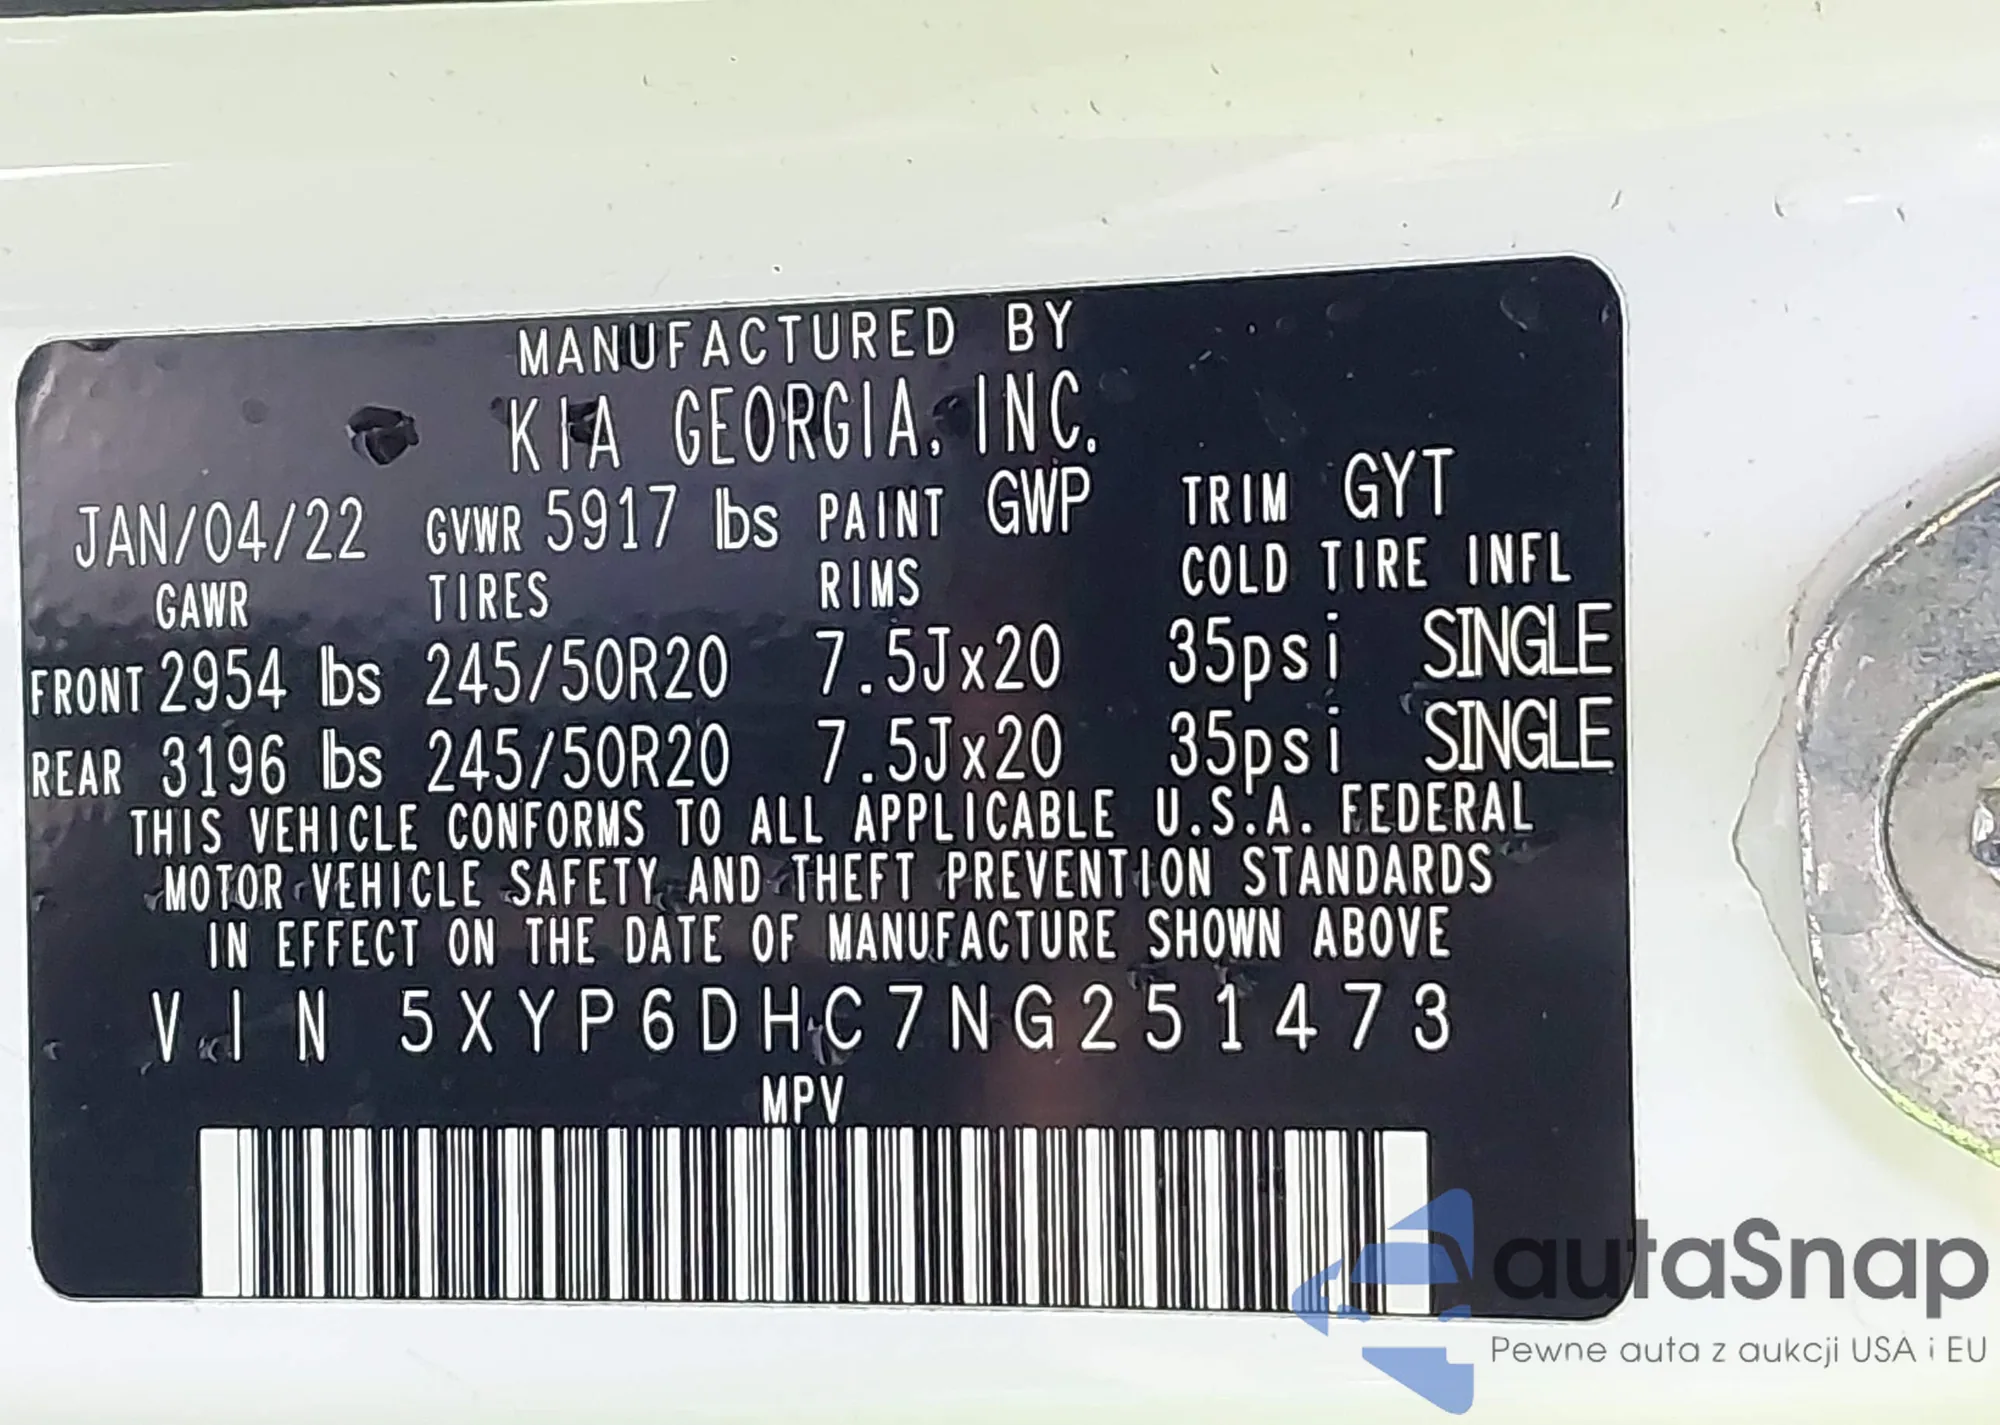 MANUFACTURED BY
KIA GEORGIA, INC.
JAN/04/22 GVWR 5917 lbs PAINT GWP TRIM GYT
GAWR TIRES RIMS COLD TIRE INFL
FRONT 2954 lbs 245/50R20 7.5Jx20 35psi SINGLE
REAR 3196 lbs 245/50R20 7.5Jx20 35psi SINGLE
THIS VEHICLE CONFORMS TO ALL APPLICABLE U.S.A. FEDERAL
MOTOR VEHICLE SAFETY AND THEFT PREVENTION STANDARDS
IN EFFECT ON THE DATE OF MANUFACTURE SHOWN ABOVE
VIN 5XYP6DHC7NG251473
MPV
autaSnap
Pewne auta z aukcji USA i EU